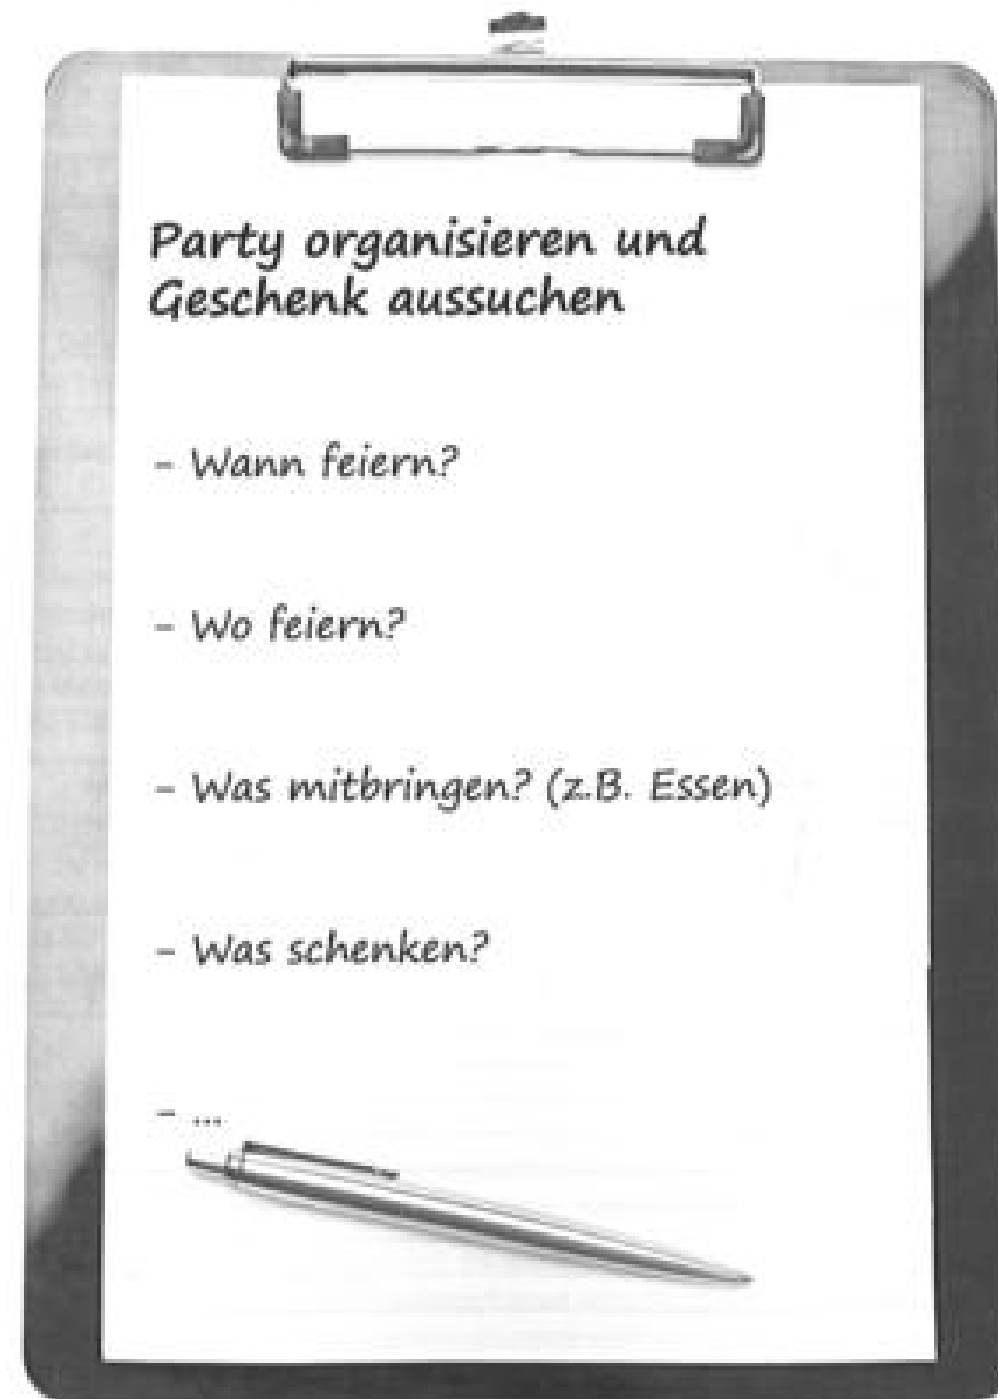 Party organisieren und
Geschenk aussuchen
- Wann feiern?
- Wo feiern?
- Was mitbringen? (z.B. Essen)
- Was schenken?
- ...